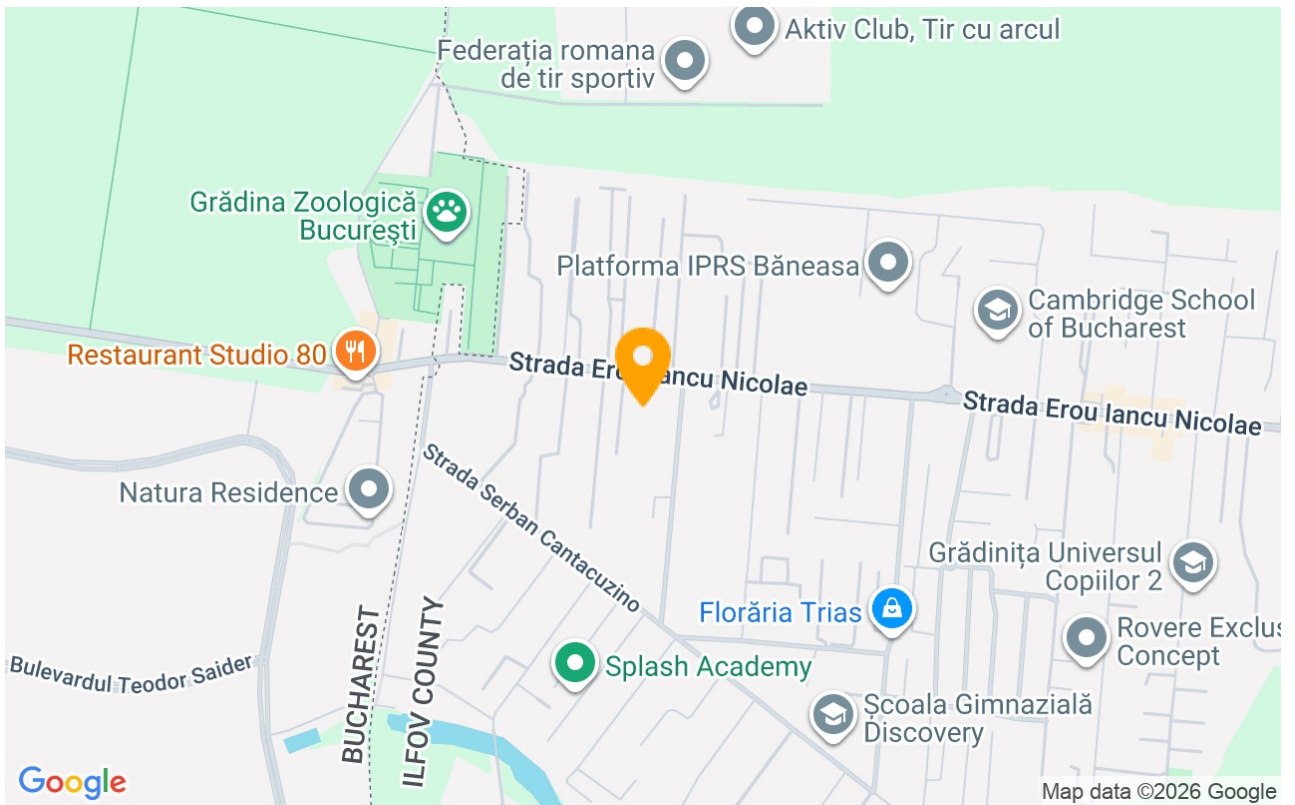 Aktiv Club, Tir cu arcul
Federația romana
de tir sportiv
Grădina Zoologică
Bucureşti
Platforma IPRS Băneasa
Cambridge School
of Bucharest
Restaurant Studio 80
Strada Erou Iancu Nicolae
Strada Erou Iancu Nicolae
Strada Serban Cantacuzino
Natura Residence
Grădinița Universul
Copiilor 2
Florăria Trias
Rovere Exclus
Concept
BUCHAREST
ILFOV COUNTY
Bulevardul Teodor Saider
Splash Academy
Școala Gimnazială
Discovery
Google
Map data ©2026 Google